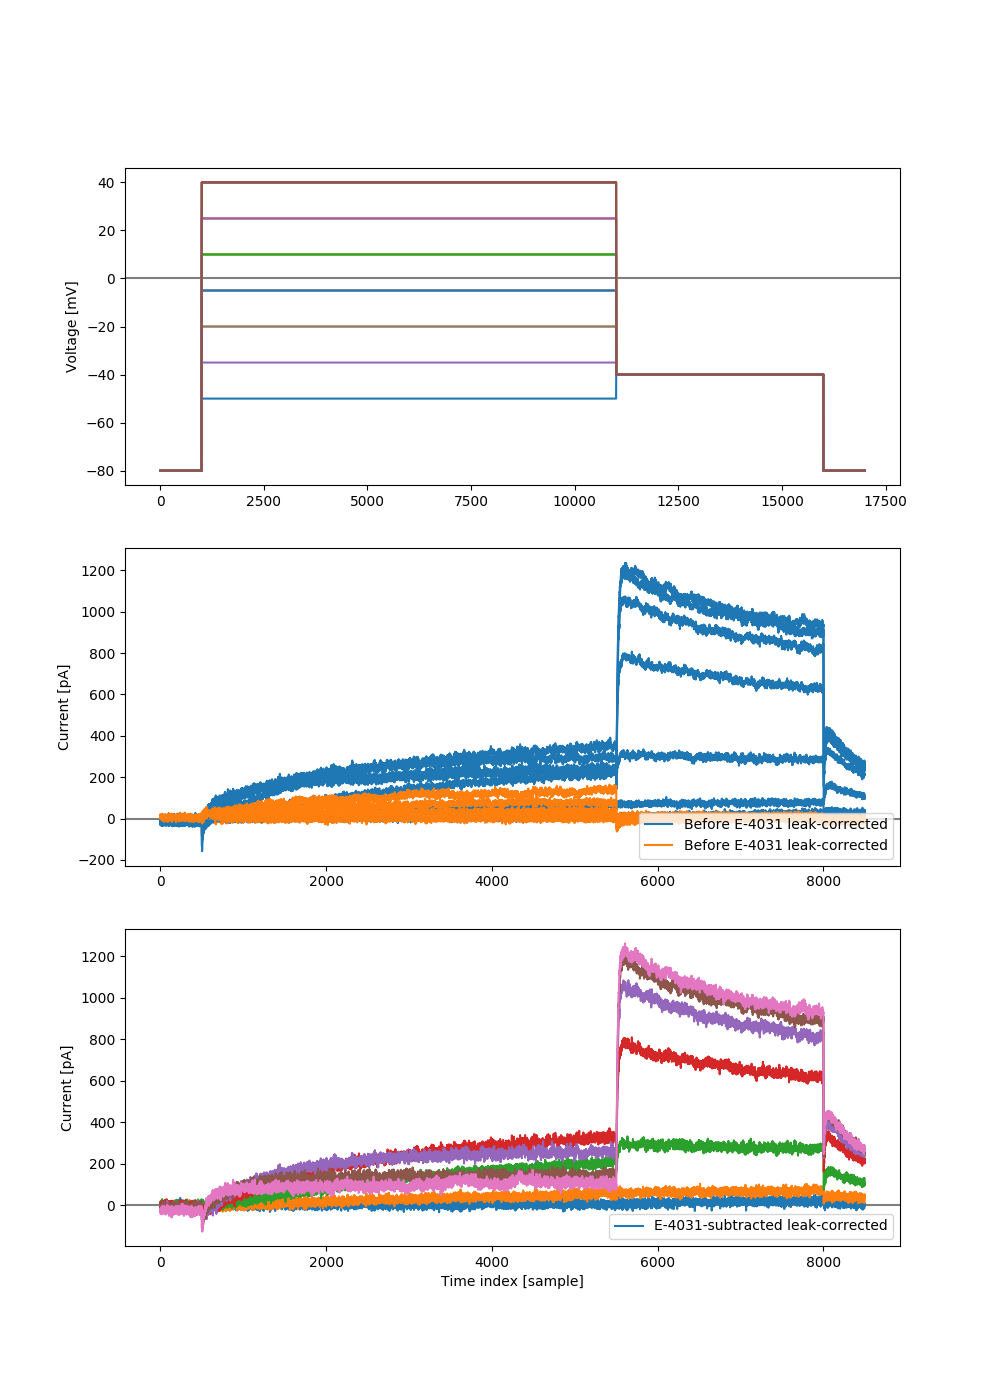 40
20
0
−20
−40
−60
−80
Voltage [mV]
0 2500 5000 7500 10000 12500 15000 17500
1200
1000
800
600
400
200
0
−200
Current [pA]
Before E-4031 leak-corrected
Before E-4031 leak-corrected
0 2000 4000 6000 8000
1200
1000
800
600
400
200
0
Current [pA]
E-4031-subtracted leak-corrected
0 2000 4000 6000 8000
Time index [sample]